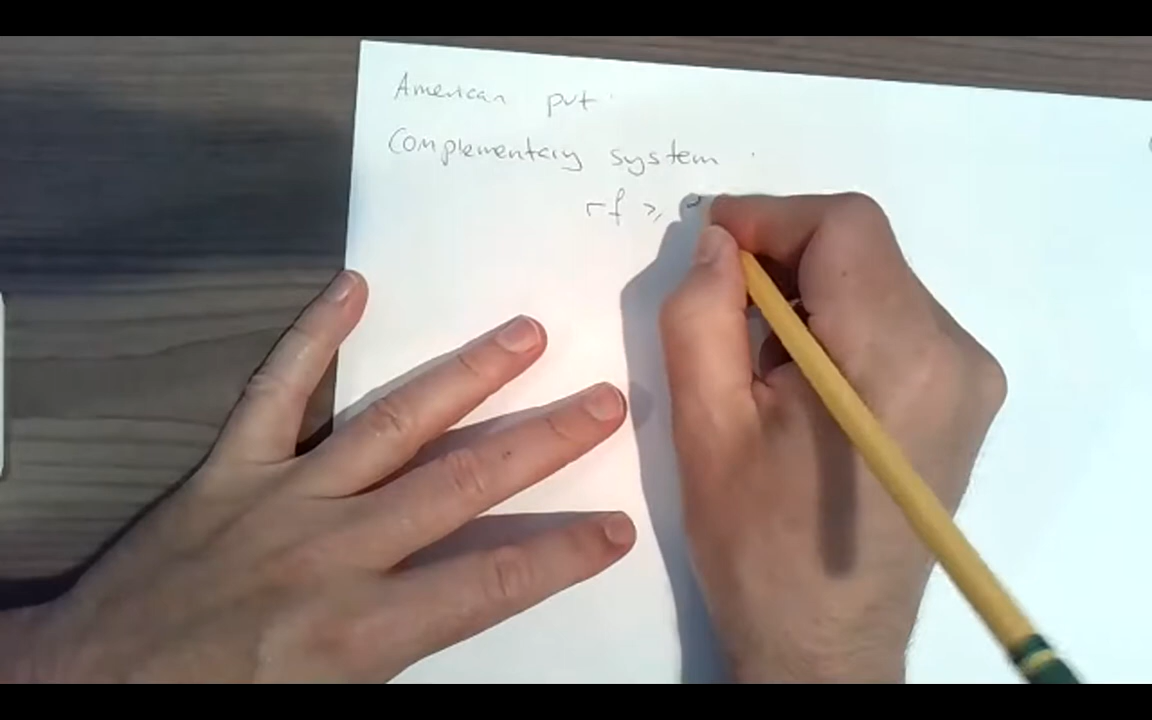 American put.
Complementary system.
rf ≥